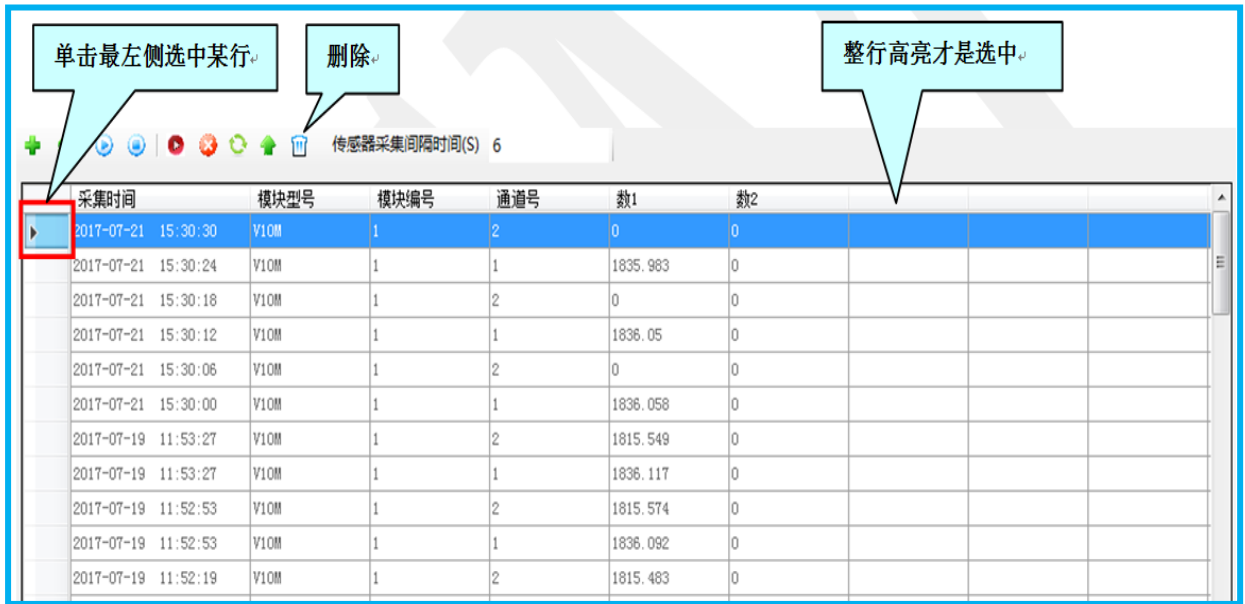 单击最左侧选中某行
删除
整行高亮才是选中
传感器采集间隔时间(S) 6
采集时间 模块型号 模块编号 通道号 数1 数2
2017-07-21 15:30:30 V10M 1 2 0 0
2017-07-21 15:30:24 V10M 1 1 1835.983 0
2017-07-21 15:30:18 V10M 1 2 0 0
2017-07-21 15:30:12 V10M 1 1 1836.05 0
2017-07-21 15:30:06 V10M 1 2 0 0
2017-07-21 15:30:00 V10M 1 1 1836.058 0
2017-07-19 11:53:27 V10M 1 2 1815.549 0
2017-07-19 11:53:27 V10M 1 1 1836.117 0
2017-07-19 11:52:53 V10M 1 2 1815.574 0
2017-07-19 11:52:53 V10M 1 1 1836.092 0
2017-07-19 11:52:19 V10M 1 2 1815.483 0